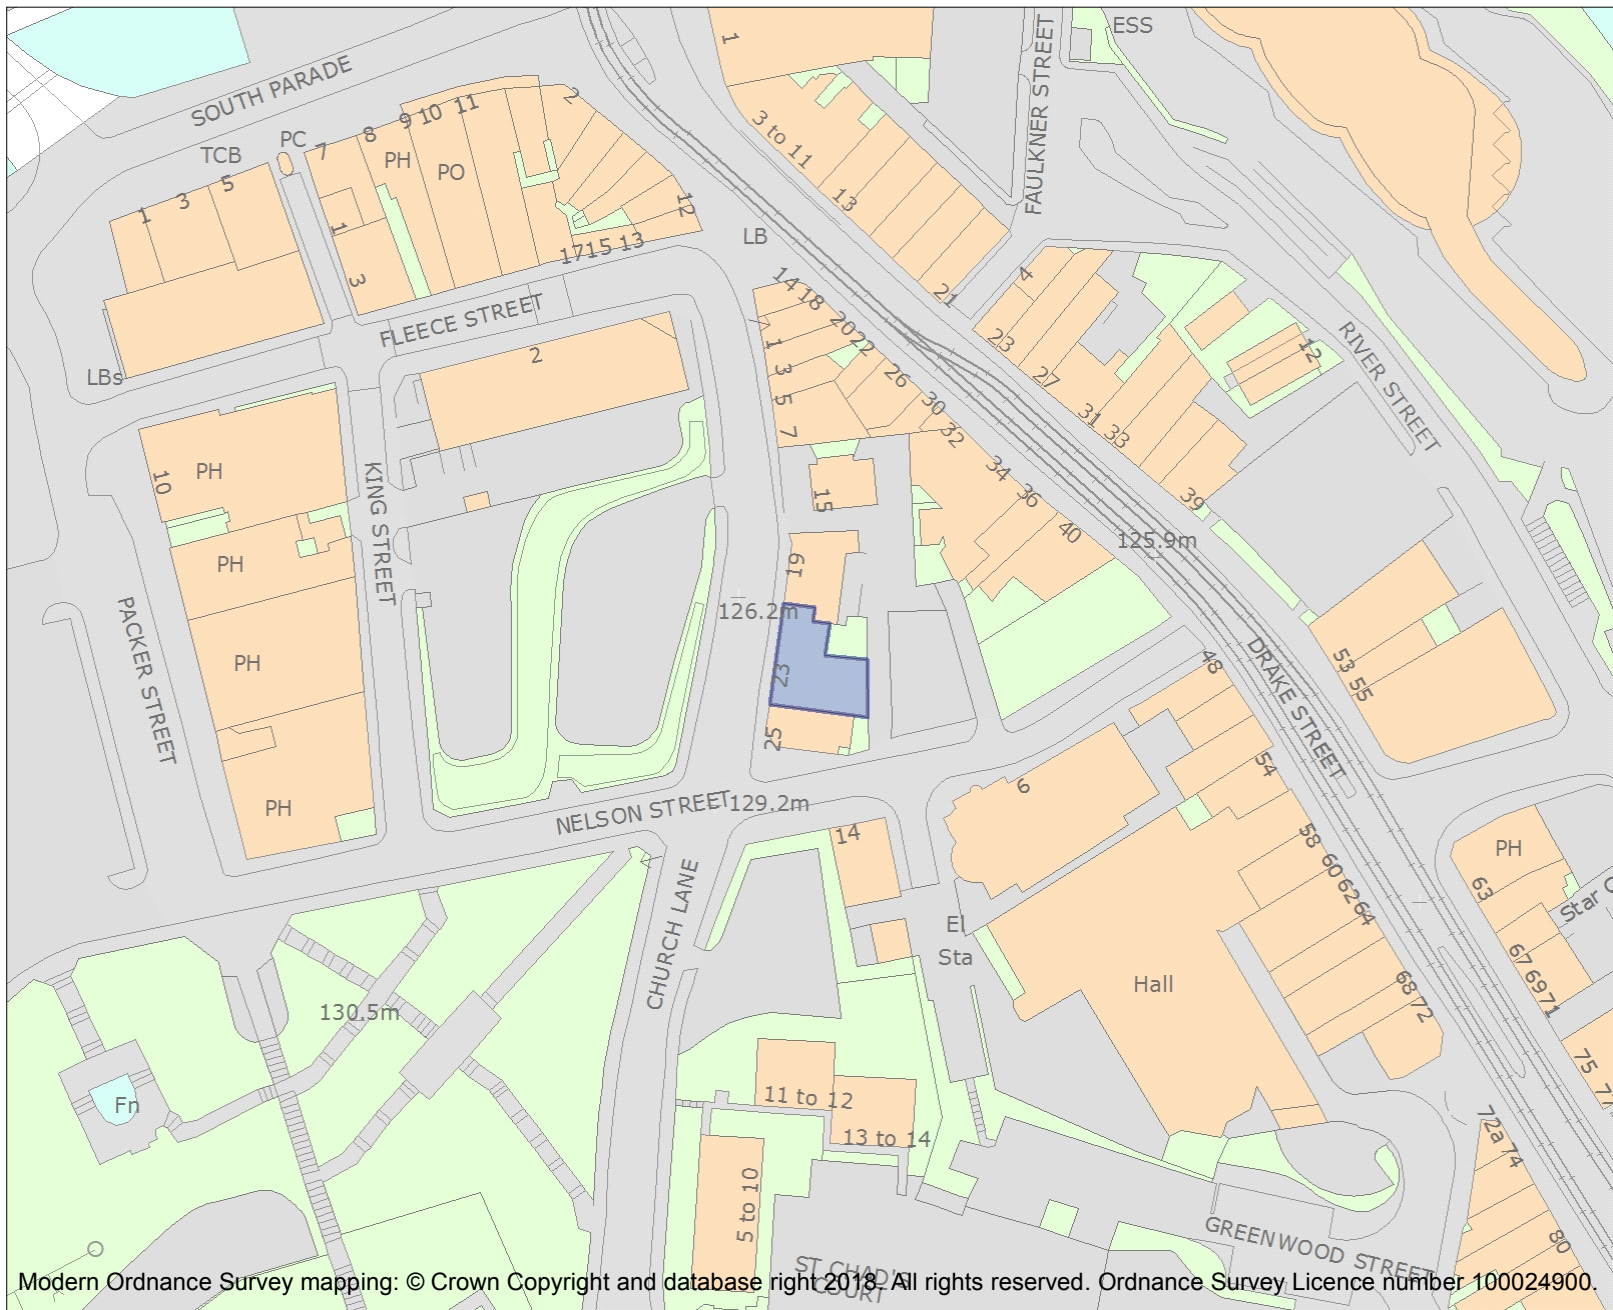 ESS
1
SOUTH PARADE
FAULKNER STREET
2
9 10 11
8
3 to 11
PC
7
TCB
PH
PO
5
3
1
13
12
1
LB
17 15 13
3
4
14
18
21
FLEECE STREET
20
22
23
RIVER STREET
12
2
1
3
LBs
26
27
5
30
31
33
7
32
PH
10
34
KING STREET
15
36
39
40
125.9m
PH
19
PACKER STREET
126.2m
PH
23
48
DRAKE STREET
53
55
25
54
6
PH
NELSON STREET
129.2m
14
58
PH
60
62
64
63
Star
CHURCH LANE
El
Sta
67
69
71
Hall
68
72
130.5m
75
77
Fn
11 to 12
72a
74
13 to 14
5 to 10
GREENWOOD STREET
80
ST CHAD'S
COURT
Modern Ordnance Survey mapping: © Crown Copyright and database right 2018. All rights reserved. Ordnance Survey Licence number 100024900.